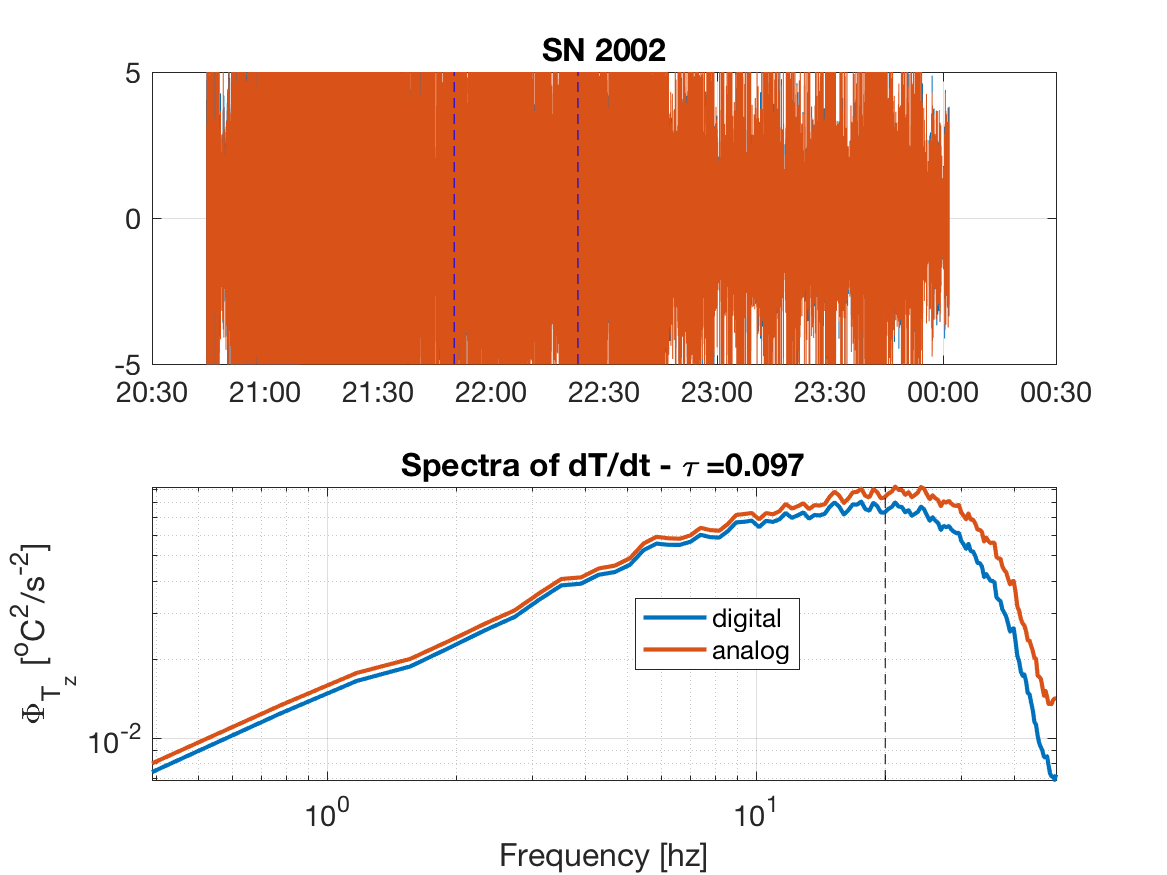 SN 2002
5
0
-5
20:30 21:00 21:30 22:00 22:30 23:00 23:30 00:00 00:30
Spectra of dT/dt - τ =0.097
Φ_{T_z} [°C²/s⁻²]
10⁻²
digital
analog
10⁰ 10¹
Frequency [hz]